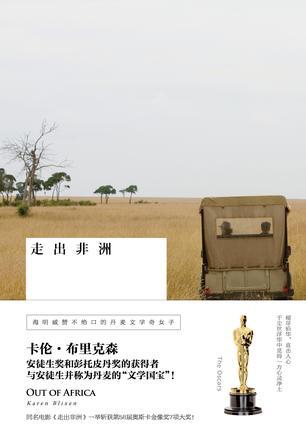 走出非洲
海明威赞不绝口的丹麦文学奇女子
卡伦·布里克森
安徒生奖和彭托皮丹奖的获得者
与安徒生并称为丹麦的“文学国宝”!
OUT OF AFRICA
Karen Blixen
同名电影《走出非洲》一举斩获第58届奥斯卡金像奖7项大奖!
The Oscars